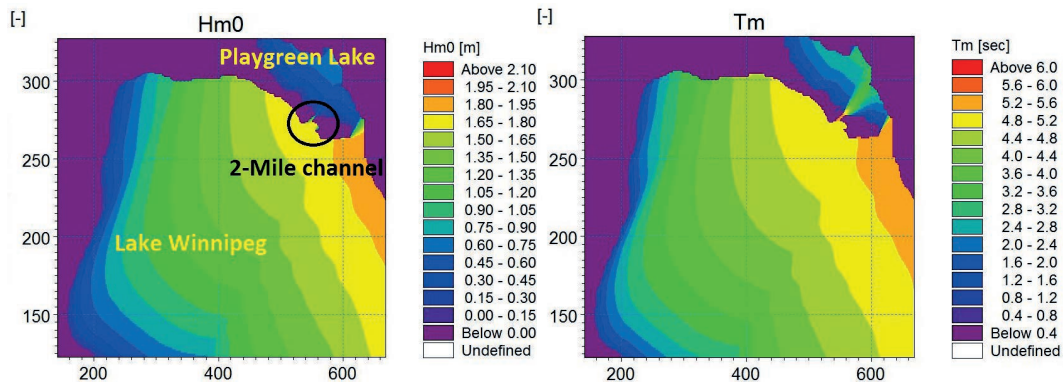 [-]
Hm0
Playgreen Lake
2-Mile channel
Lake Winnipeg
300
250
200
150
200
400
600
Hm0 [m]
Above 2.10
1.95 - 2.10
1.80 - 1.95
1.65 - 1.80
1.50 - 1.65
1.35 - 1.50
1.20 - 1.35
1.05 - 1.20
0.90 - 1.05
0.75 - 0.90
0.60 - 0.75
0.45 - 0.60
0.30 - 0.45
0.15 - 0.30
0.00 - 0.15
Below 0.00
Undefined
[-]
Tm
300
250
200
150
200
400
600
Tm [sec]
Above 6.0
5.6 - 6.0
5.2 - 5.6
4.8 - 5.2
4.4 - 4.8
4.0 - 4.4
3.6 - 4.0
3.2 - 3.6
2.8 - 3.2
2.4 - 2.8
2.0 - 2.4
1.6 - 2.0
1.2 - 1.6
0.8 - 1.2
0.4 - 0.8
Below 0.4
Undefined